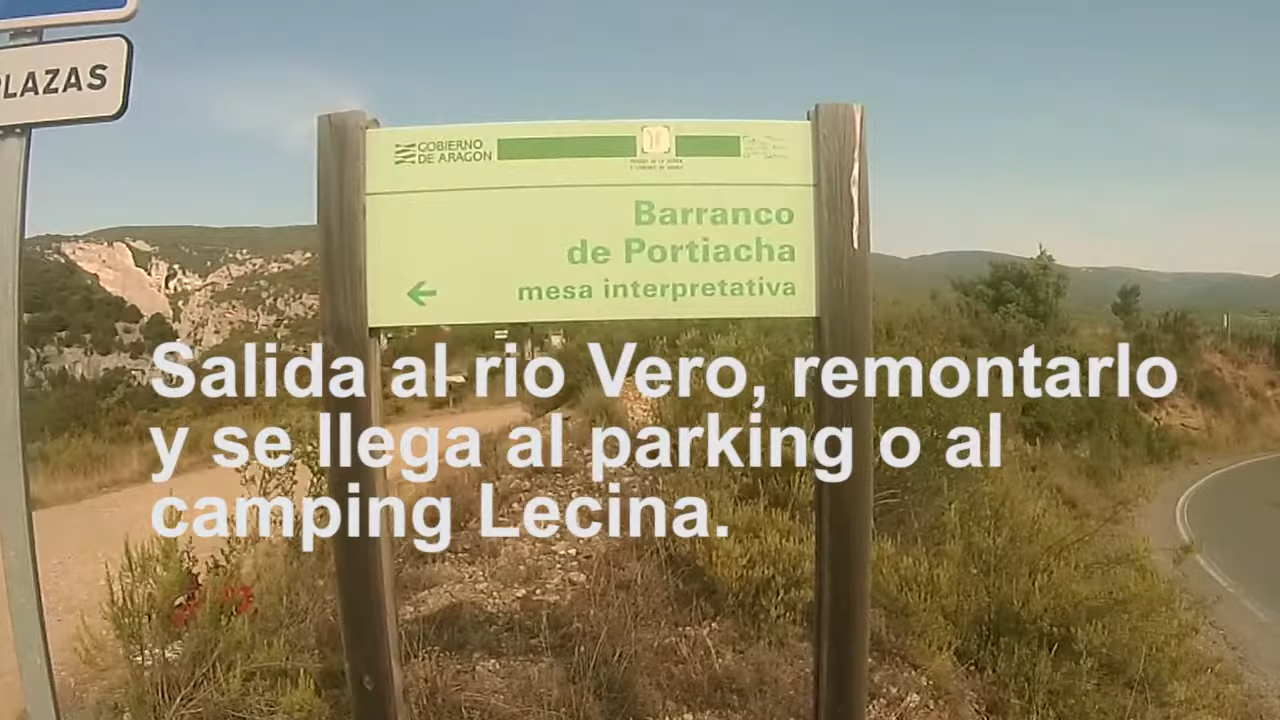 PLAZAS
GOBIERNO
DE ARAGON
Barranco
de Portiacha
mesa interpretativa
Salida al rio Vero, remontarlo
y se llega al parking o al
camping Lecina.